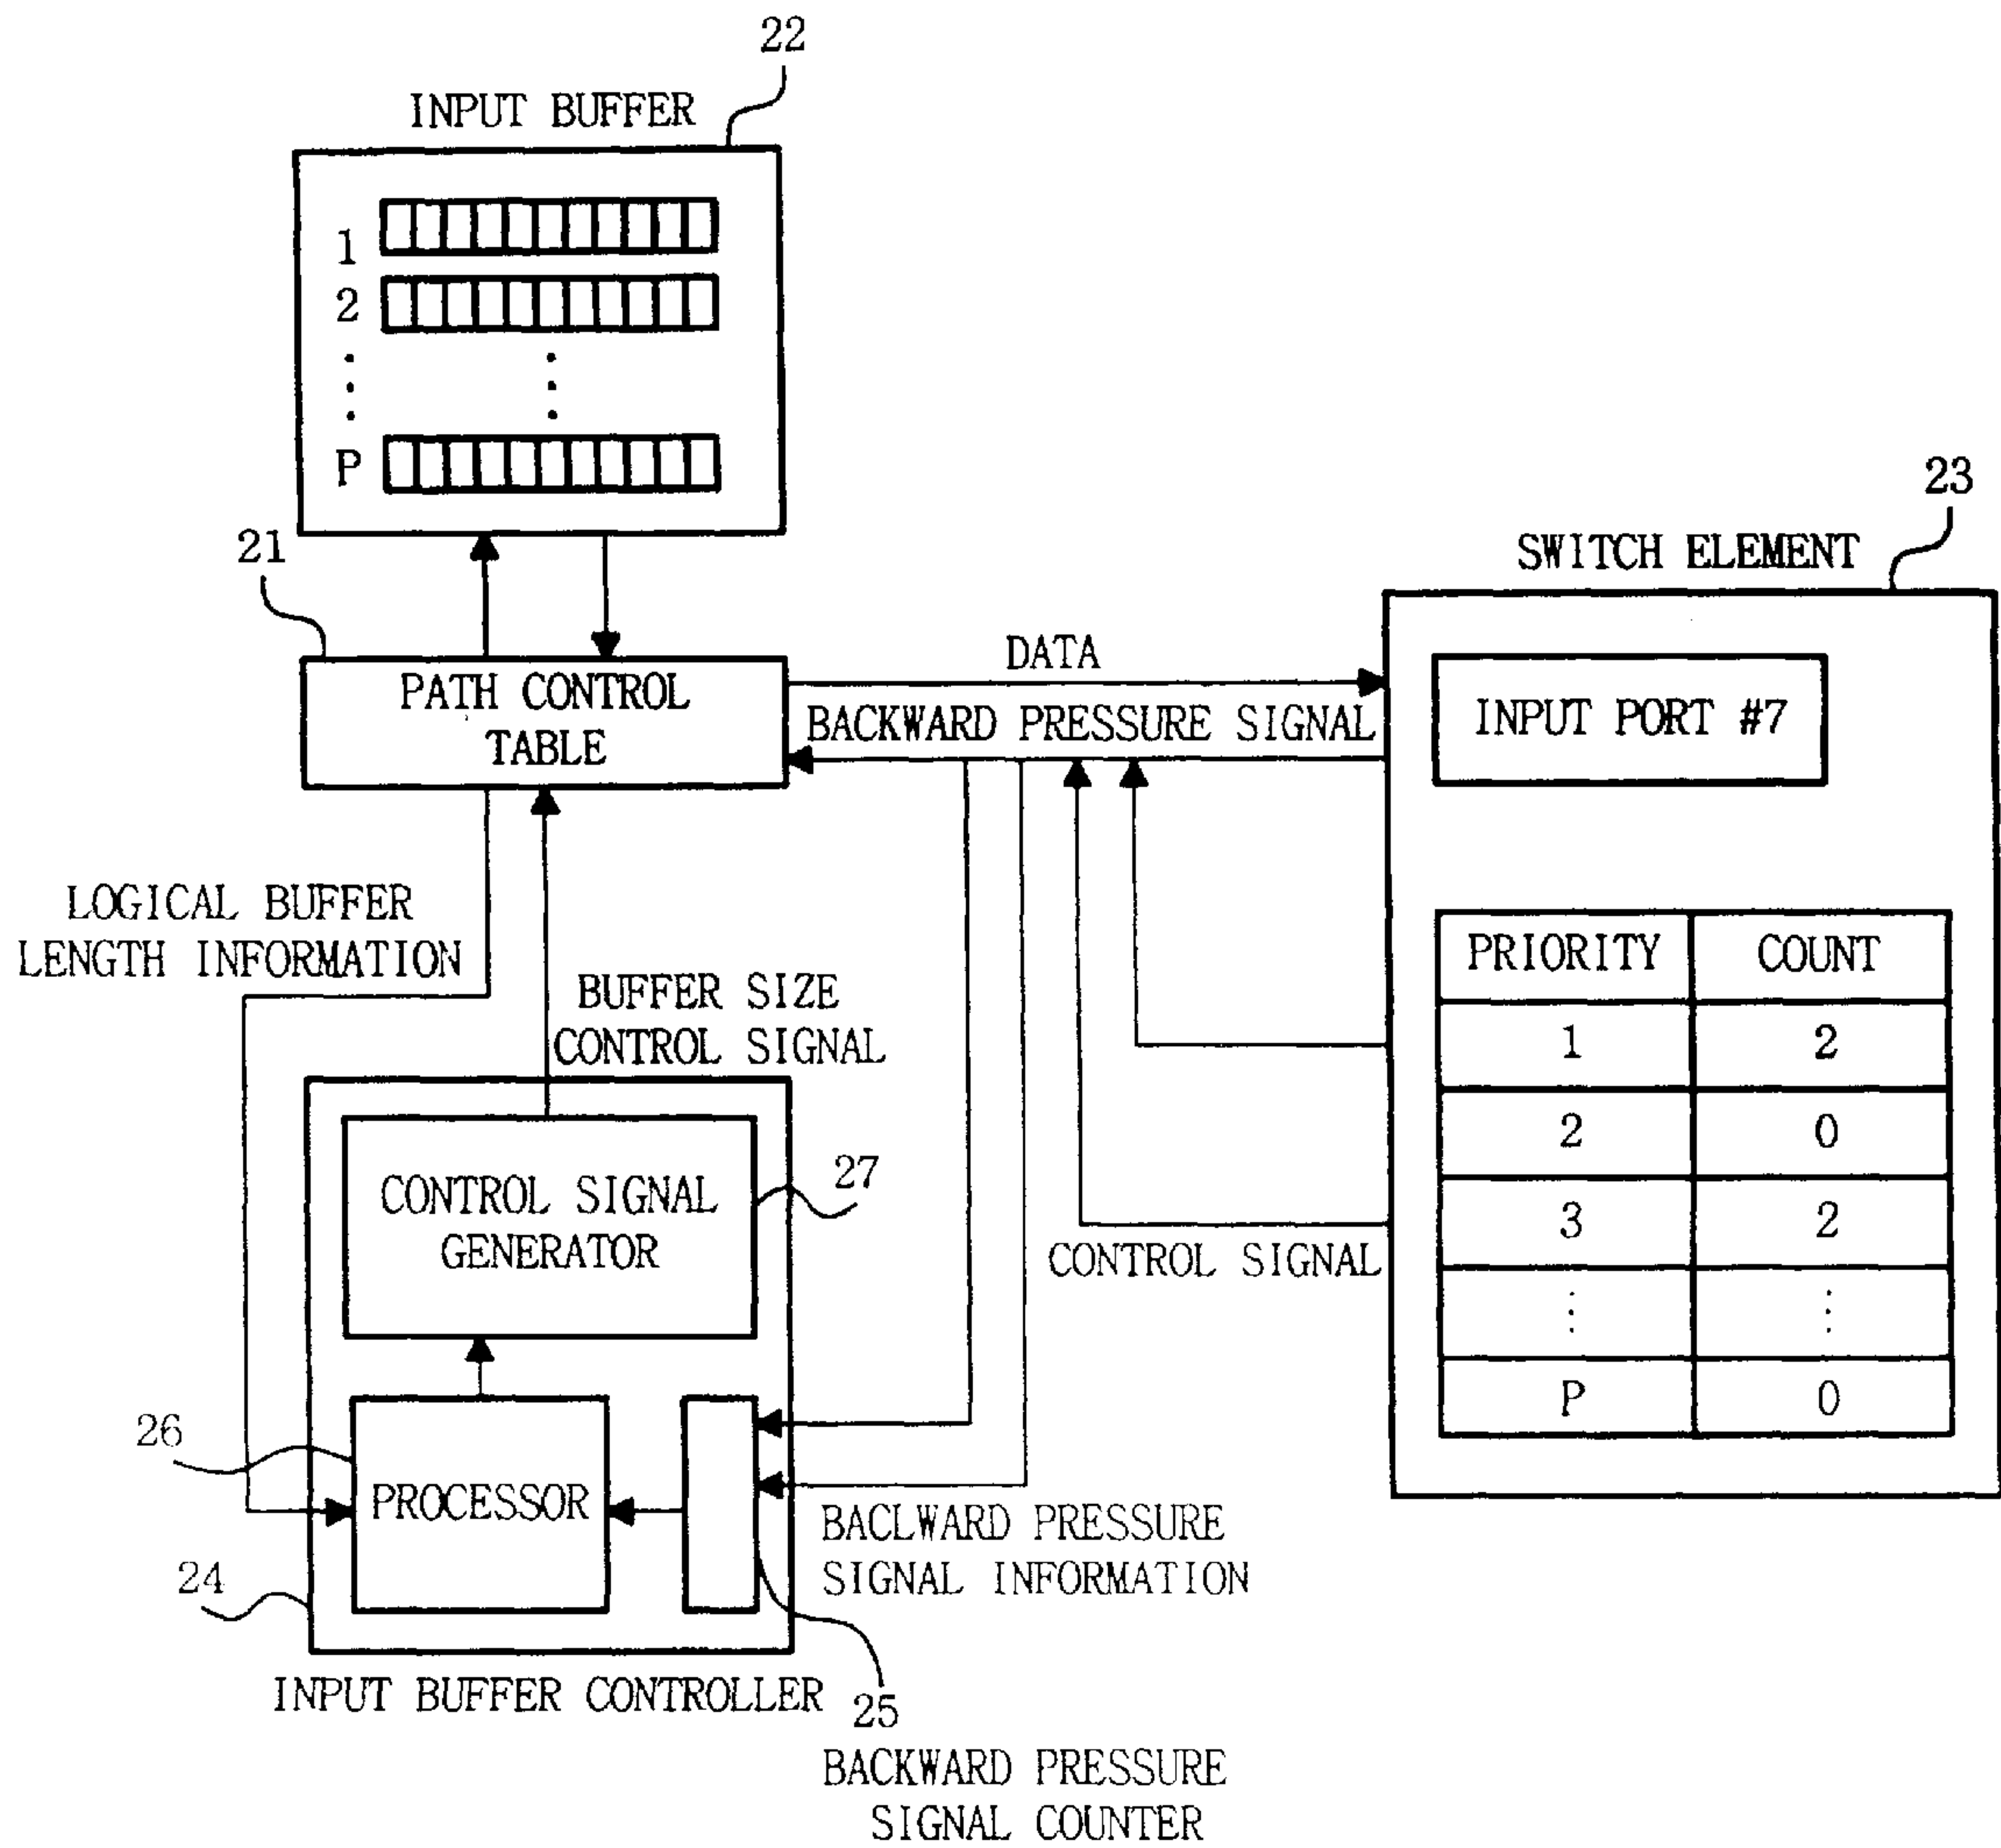 22
INPUT BUFFER
1
2
P
21
PATH CONTROL
TABLE
DATA
BACKWARD PRESSURE SIGNAL
23
SWITCH ELEMENT
INPUT PORT #7
LOGICAL BUFFER
LENGTH INFORMATION
BUFFER SIZE
CONTROL SIGNAL
PRIORITY COUNT
1 2
2 0
3 2
⋮ ⋮
P 0
CONTROL SIGNAL
CONTROL SIGNAL
GENERATOR
27
26
PROCESSOR
24
BACLWARD PRESSURE
SIGNAL INFORMATION
INPUT BUFFER CONTROLLER
25
BACKWARD PRESSURE
SIGNAL COUNTER